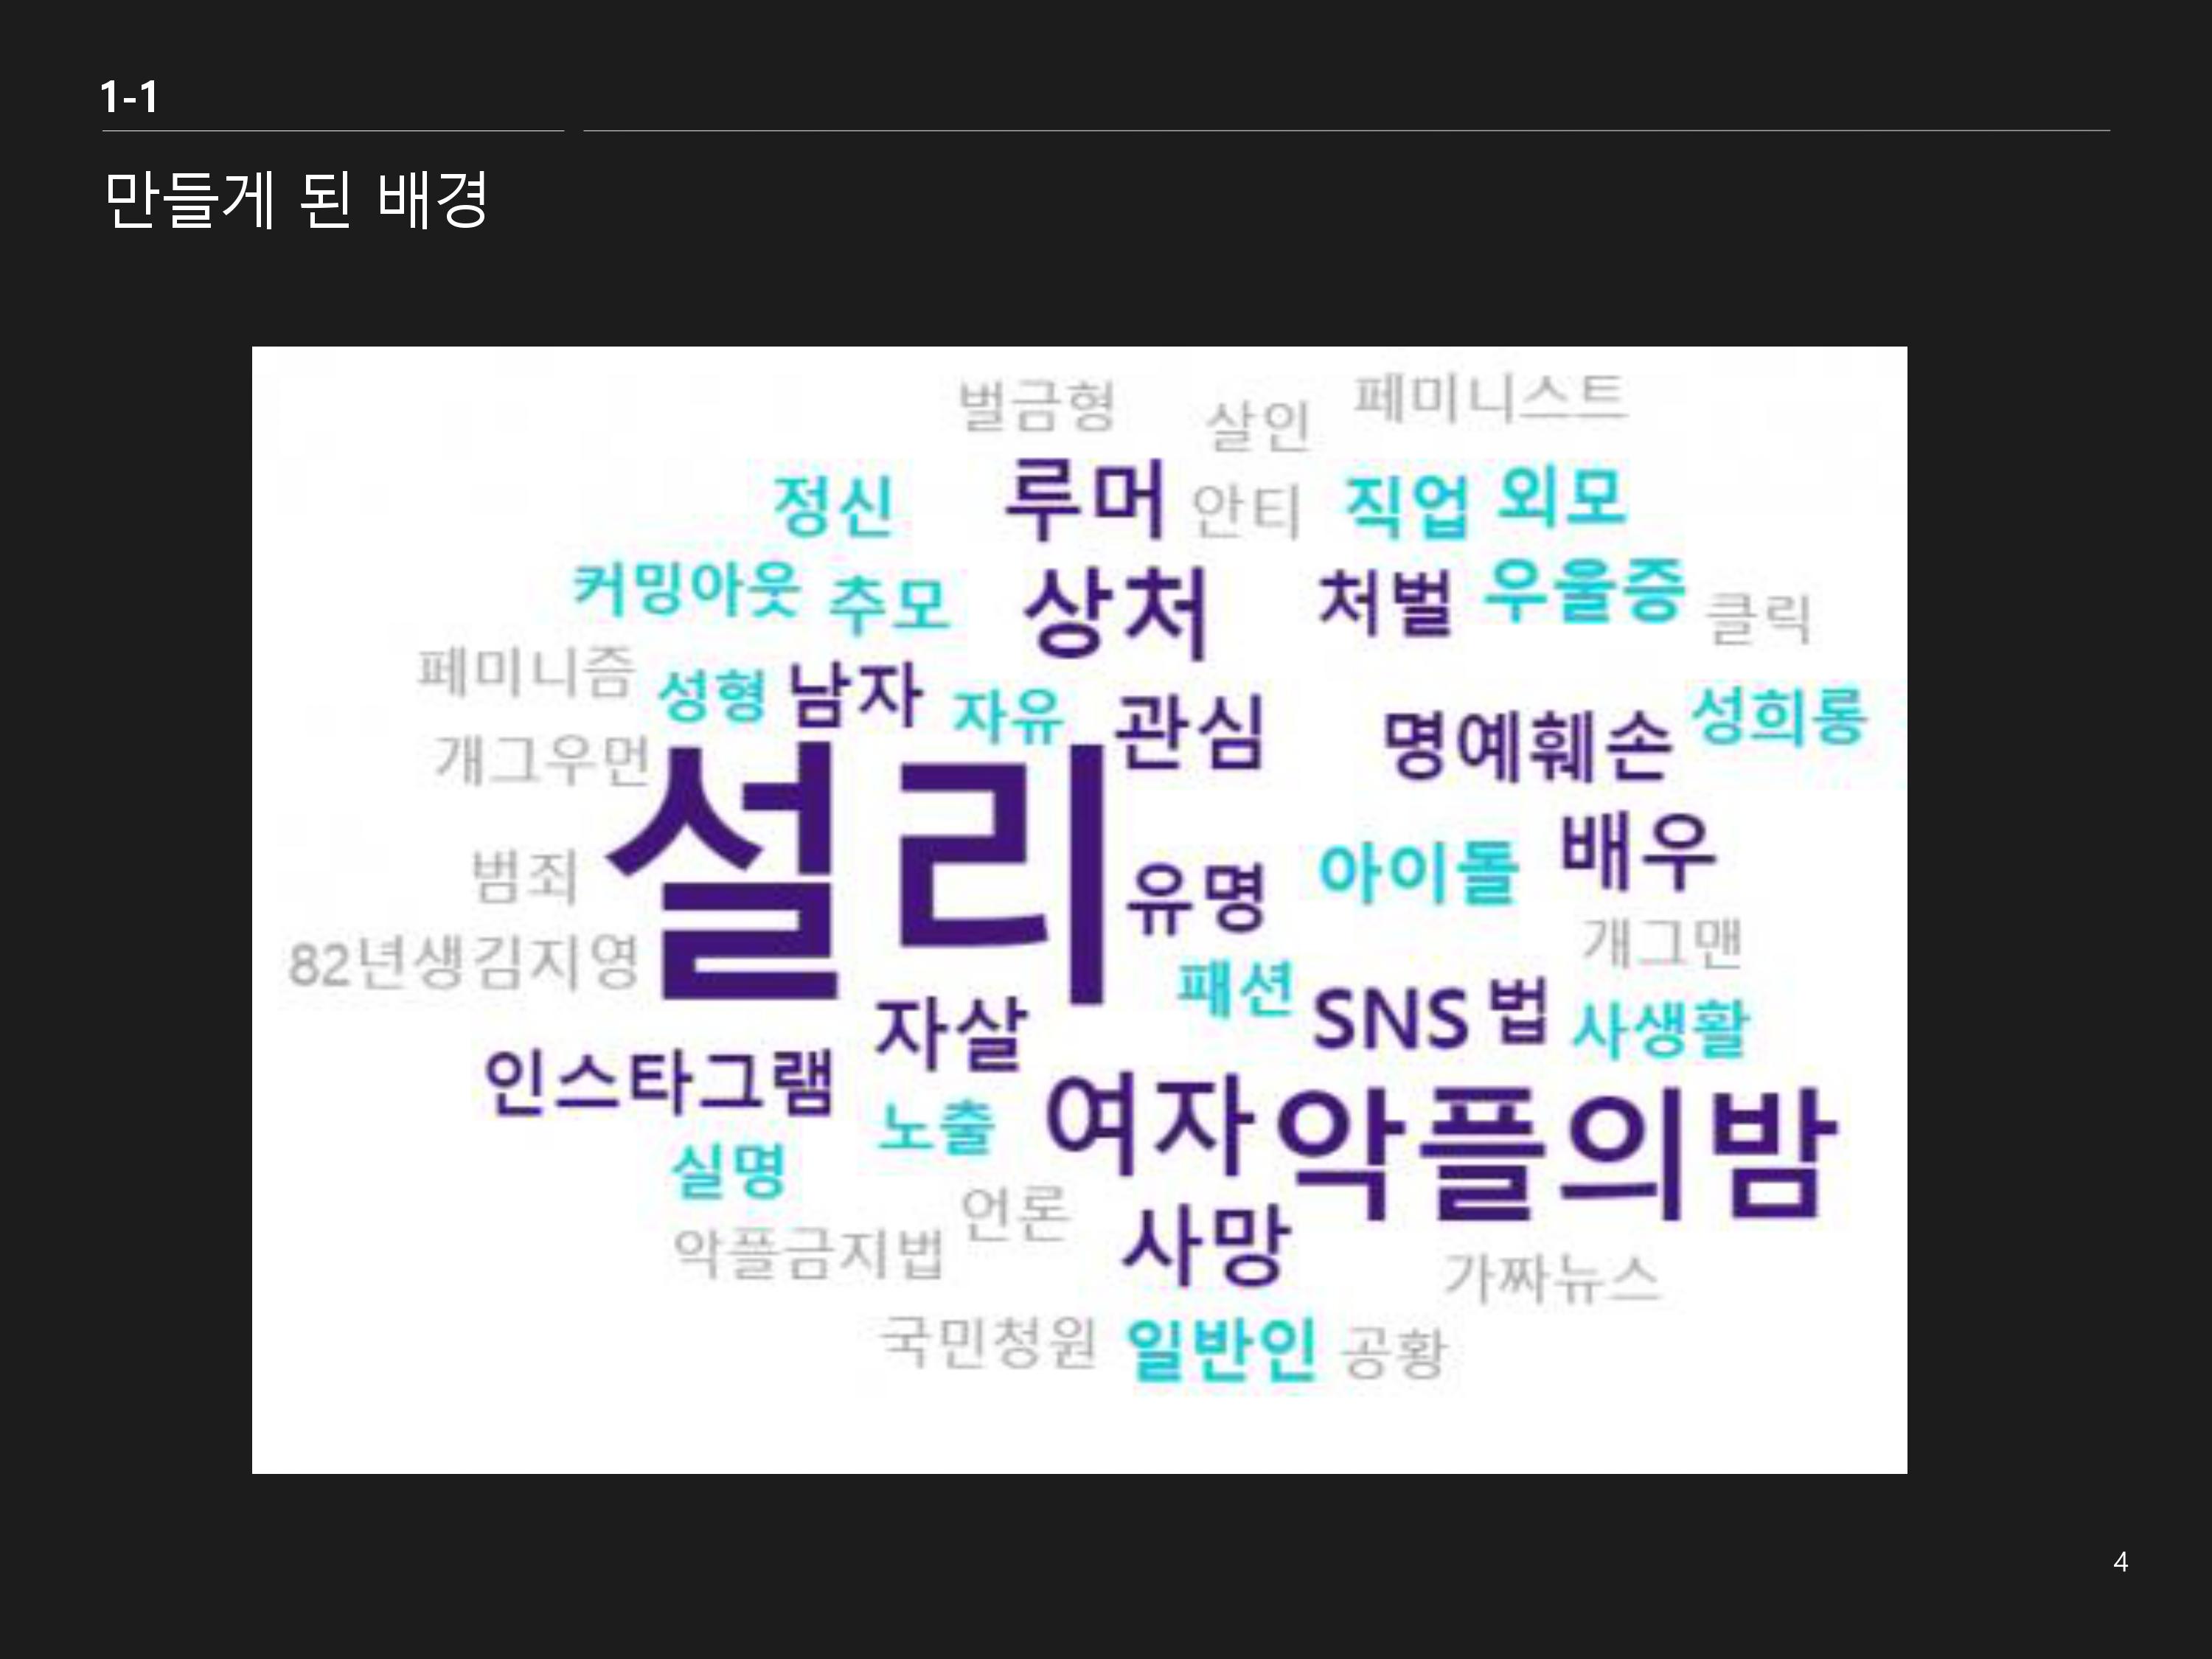 1-1
만들게 된 배경
벌금형 살인 페미니스트
정신 루머 안티 직업 외모
커밍아웃 추모 상처 처벌 우울증 클릭
페미니즘 성형 남자 자유 관심 명예훼손 성희롱
개그우먼
설리
범죄 유명 아이돌 배우
82년생김지영 패션 개그맨
자살 SNS 법 사생활
인스타그램 노출 여자 악플의밤
실명 언론
악플금지법 사망 가짜뉴스
국민청원 일반인 공황
4